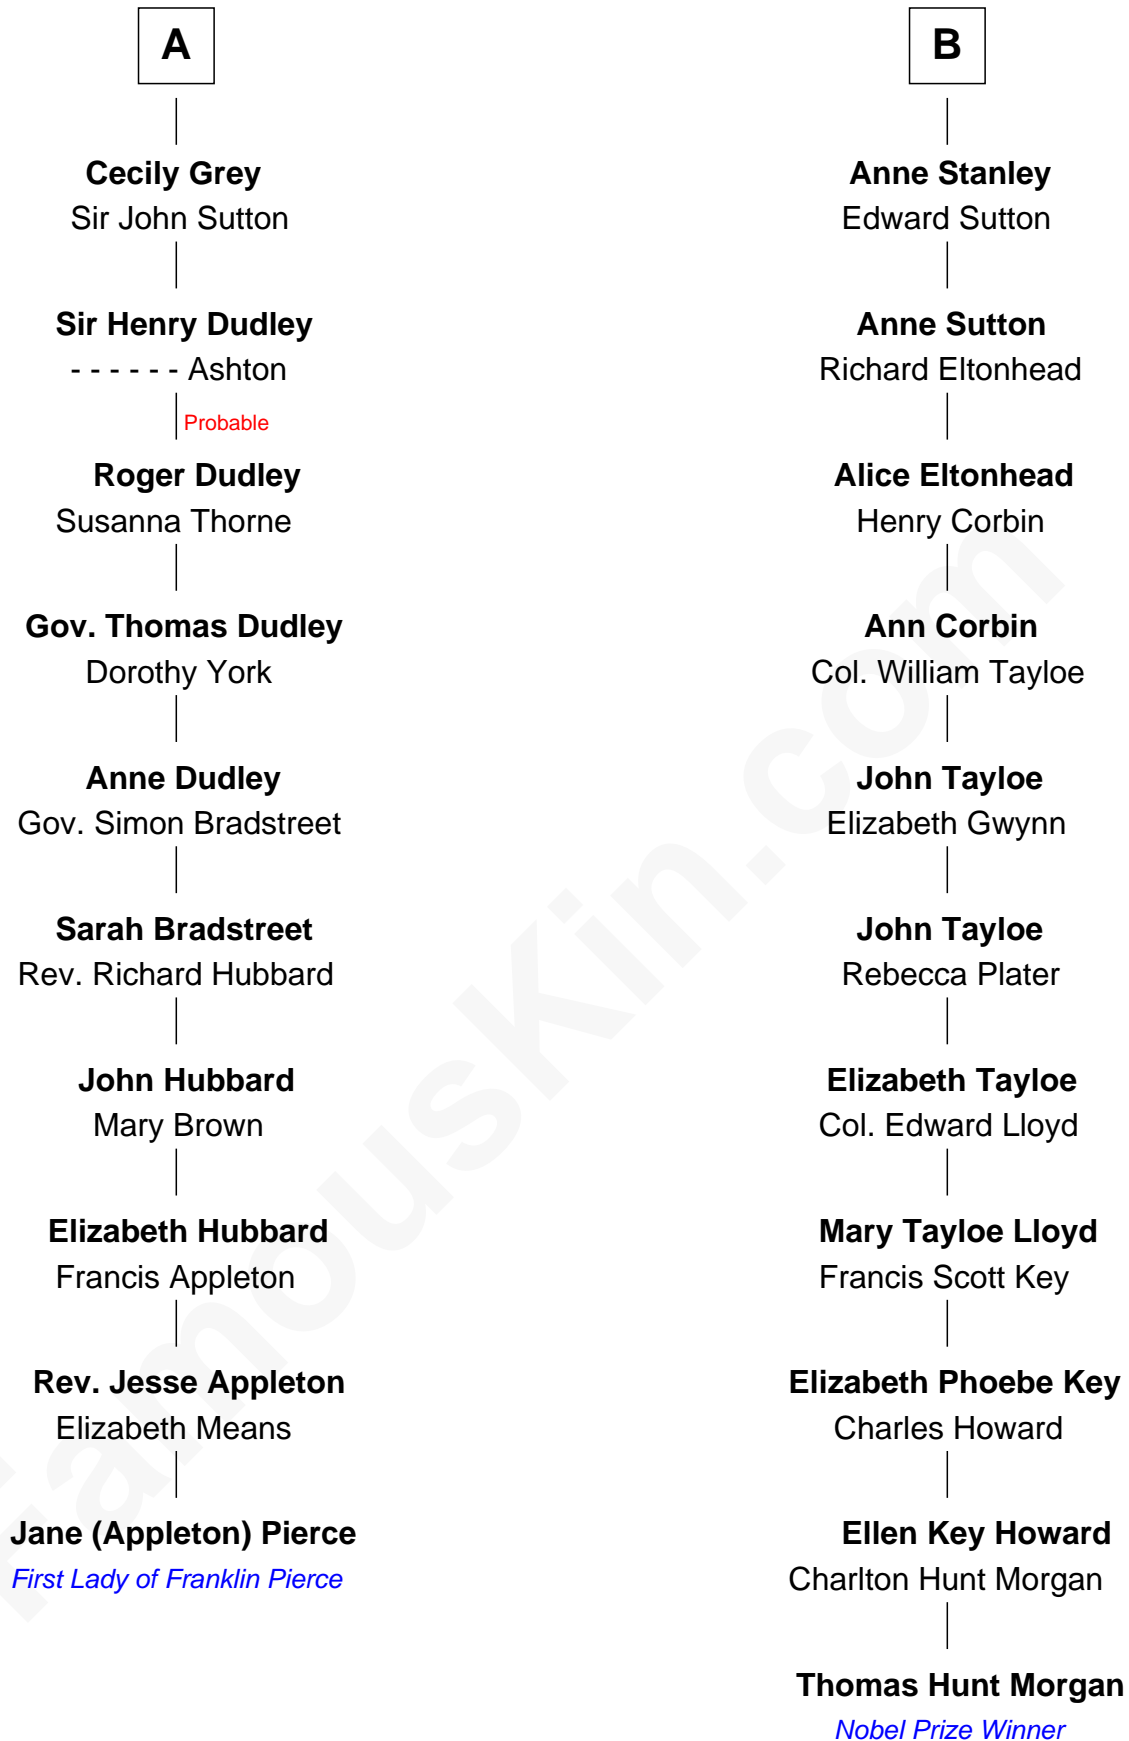 A
Cecily Grey
Sir John Sutton
Sir Henry Dudley
- - - - - - Ashton
Probable
Roger Dudley
Susanna Thorne
Gov. Thomas Dudley
Dorothy York
Anne Dudley
Gov. Simon Bradstreet
Sarah Bradstreet
Rev. Richard Hubbard
John Hubbard
Mary Brown
Elizabeth Hubbard
Francis Appleton
Rev. Jesse Appleton
Elizabeth Means
Jane (Appleton) Pierce
First Lady of Franklin Pierce
B
Anne Stanley
Edward Sutton
Anne Sutton
Richard Eltonhead
Alice Eltonhead
Henry Corbin
Ann Corbin
Col. William Tayloe
John Tayloe
Elizabeth Gwynn
John Tayloe
Rebecca Plater
Elizabeth Tayloe
Col. Edward Lloyd
Mary Tayloe Lloyd
Francis Scott Key
Elizabeth Phoebe Key
Charles Howard
Ellen Key Howard
Charlton Hunt Morgan
Thomas Hunt Morgan
Nobel Prize Winner
FamousKin.com